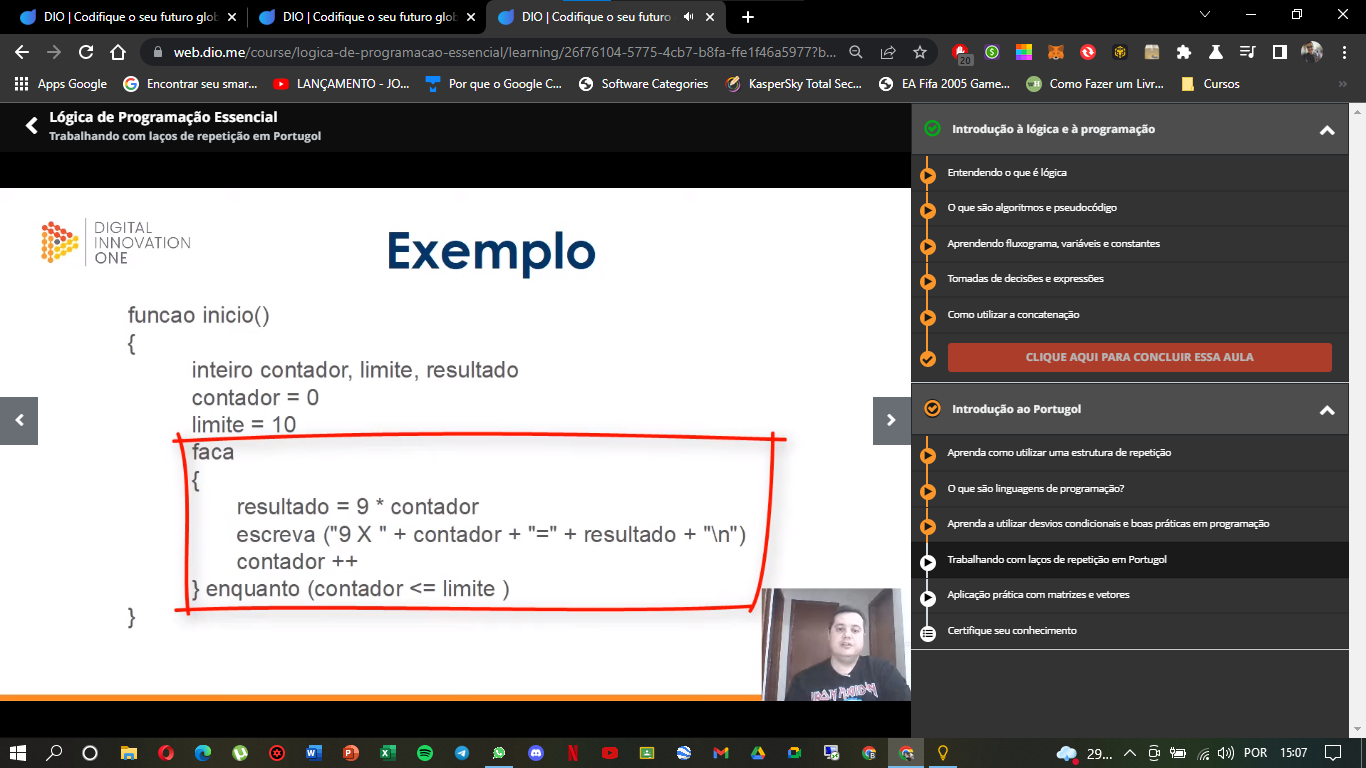 DIO | Codifique o seu futuro glob
DIO | Codifique o seu futuro glob
DIO | Codifique o seu futuro
web.dio.me/course/logica-de-programacao-essencial/learning/26f76104-5775-4cb7-b8fa-ffe1f46a5977?b...
20
Apps Google
Encontrar seu smar...
LANÇAMENTO - JO...
Por que o Google C...
Software Categories
KasperSky Total Sec...
EA Fifa 2005 Game...
Como Fazer um Livr...
Cursos
»
Lógica de Programação Essencial
Trabalhando com laços de repetição em Portugol
DIGITAL
INNOVATION
ONE
Exemplo
funcao inicio()
{
inteiro contador, limite, resultado
contador = 0
limite = 10
faca
{
resultado = 9 * contador
escreva ("9 X " + contador + "=" + resultado + "\n")
contador ++
} enquanto (contador <= limite )
}
Introdução à lógica e à programação
Entendendo o que é lógica
O que são algoritmos e pseudocódigo
Aprendendo fluxograma, variáveis e constantes
Tomadas de decisões e expressões
Como utilizar a concatenação
CLIQUE AQUI PARA CONCLUIR ESSA AULA
Introdução ao Portugol
Aprenda como utilizar uma estrutura de repetição
O que são linguagens de programação?
Aprenda a utilizar desvios condicionais e boas práticas em programação
Trabalhando com laços de repetição em Portugol
Aplicação prática com matrizes e vetores
Certifique seu conhecimento
29...
POR
15:07